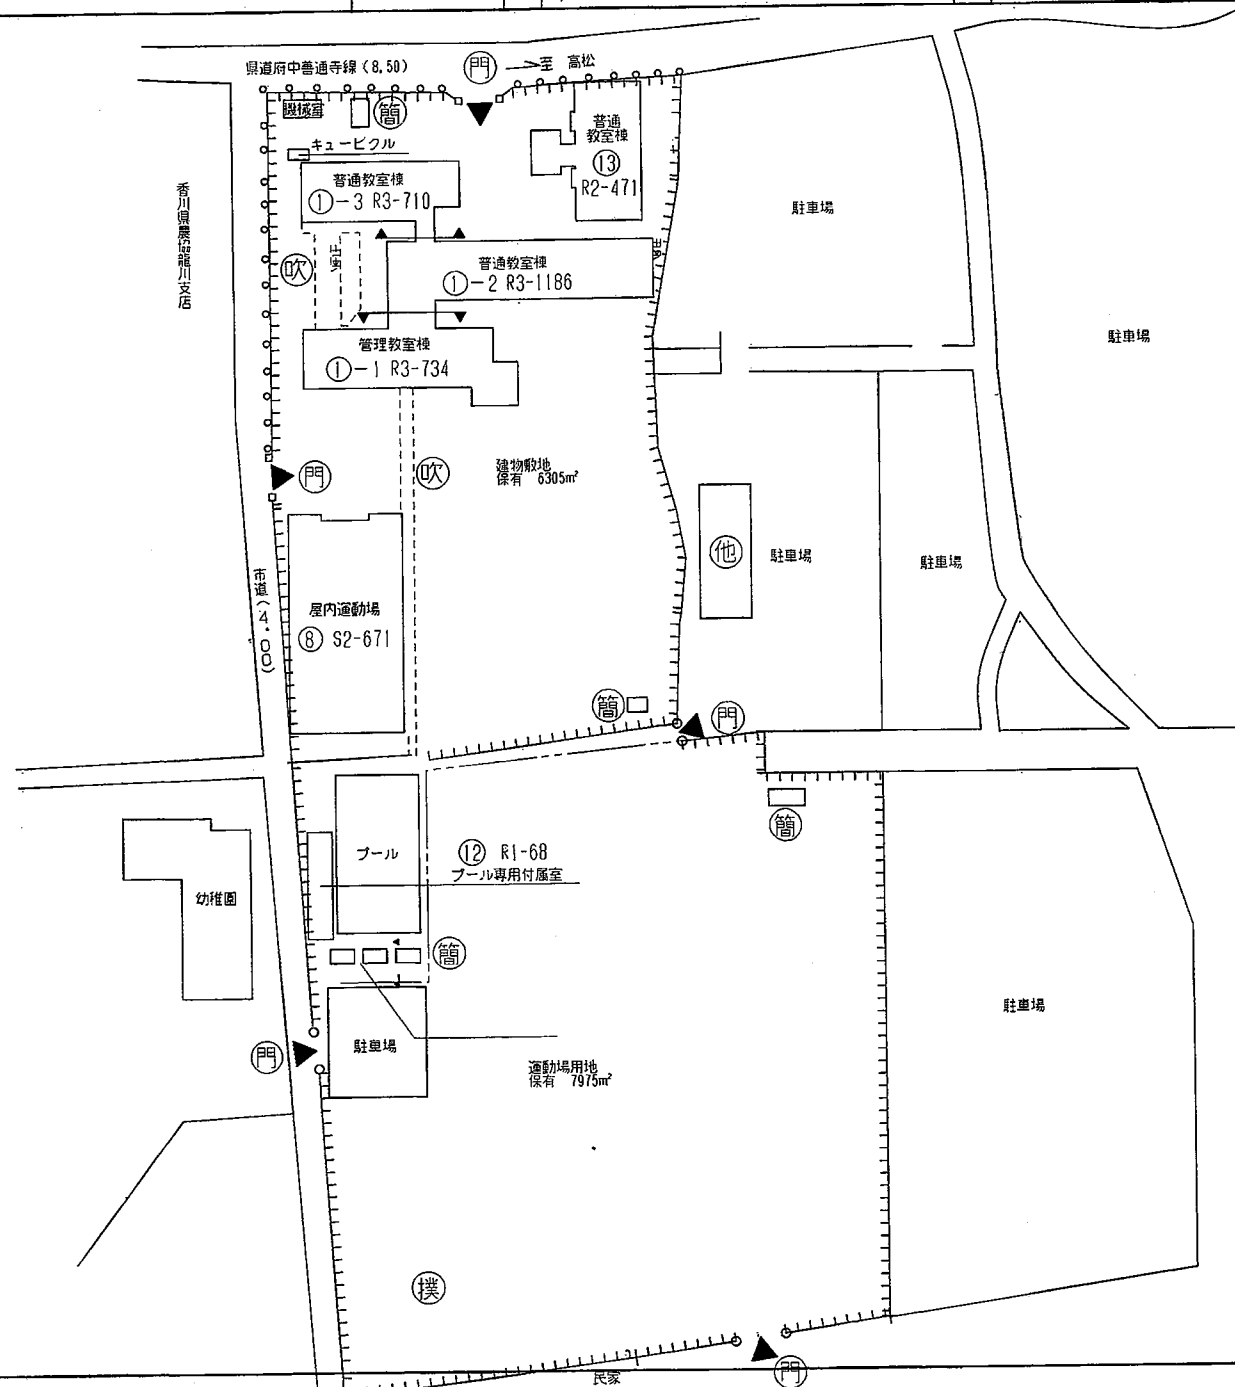 県道府中善通寺線(8.50)
門
至 高松
機械室
簡
キュービクル
普通
教室棟
⑬
R2-471
普通教室棟
①-3 R3-710
香川県農協龍川支店
駐車場
吹
普通教室棟
①-2 R3-1186
駐車場
管理教室棟
①-1 R3-734
門
吹
建物敷地
保有 6305m²
他
駐車場
駐車場
市道(4.00)
屋内運動場
⑧ S2-671
簡
門
簡
プール
⑫ R1-68
プール専用付属室
幼稚園
簡
駐車場
門
駐車場
運動場用地
保有 7975m²
撲
門
民家